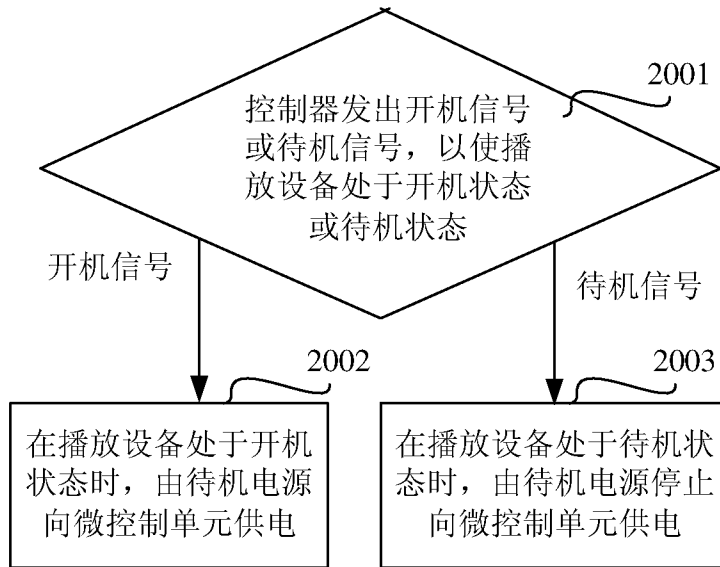 2001
控制器发出开机信号
或待机信号，以使播
放设备处于开机状态
或待机状态
开机信号
待机信号
2002
在播放设备处于开机
状态时，由待机电源
向微控制单元供电
2003
在播放设备处于待机状
态时，由待机电源停止
向微控制单元供电